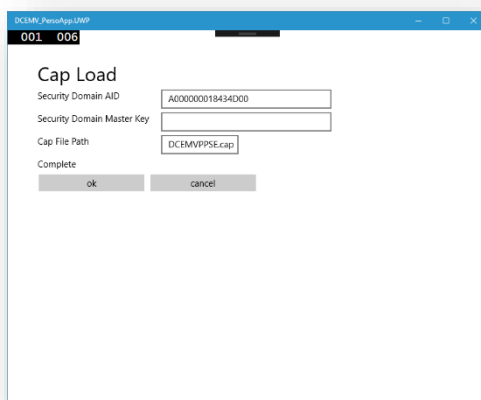 DCEMV_PersoApp.UWP
001 006
Cap Load
Security Domain AID A000000018434D00
Security Domain Master Key
Cap File Path DCEMVPPSE.cap
Complete
ok cancel